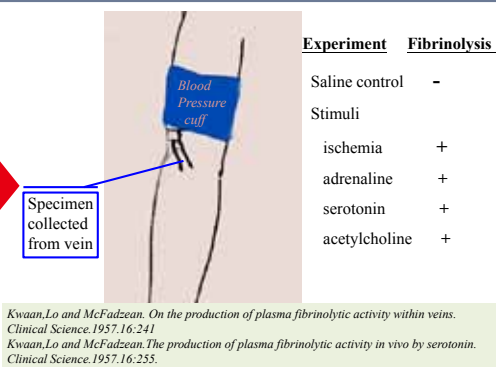 Experiment Fibrinolysis
Saline control -
Stimuli
ischemia +
adrenaline +
serotonin +
acetylcholine +
Blood
Pressure
cuff
Specimen
collected
from vein
Kwaan,Lo and McFadzean. On the production of plasma fibrinolytic activity within veins.
Clinical Science.1957.16:241
Kwaan,Lo and McFadzean.The production of plasma fibrinolytic activity in vivo by serotonin.
Clinical Science.1957.16:255.